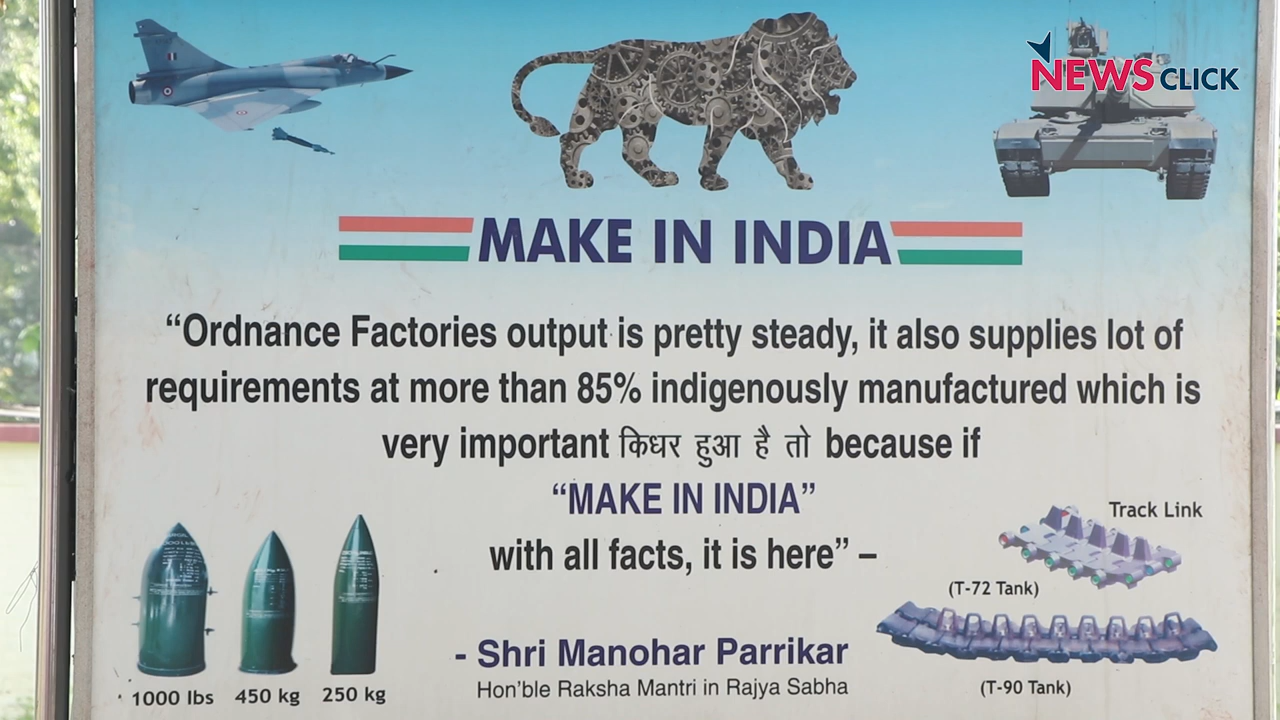 NEWSCLICK
MAKE IN INDIA
“Ordnance Factories output is pretty steady, it also supplies lot of
requirements at more than 85% indigenously manufactured which is
very important किधर हुआ है तो because if
“MAKE IN INDIA”
with all facts, it is here” –
- Shri Manohar Parrikar
Hon’ble Raksha Mantri in Rajya Sabha
1000 lbs
450 kg
250 kg
Track Link
(T-72 Tank)
(T-90 Tank)